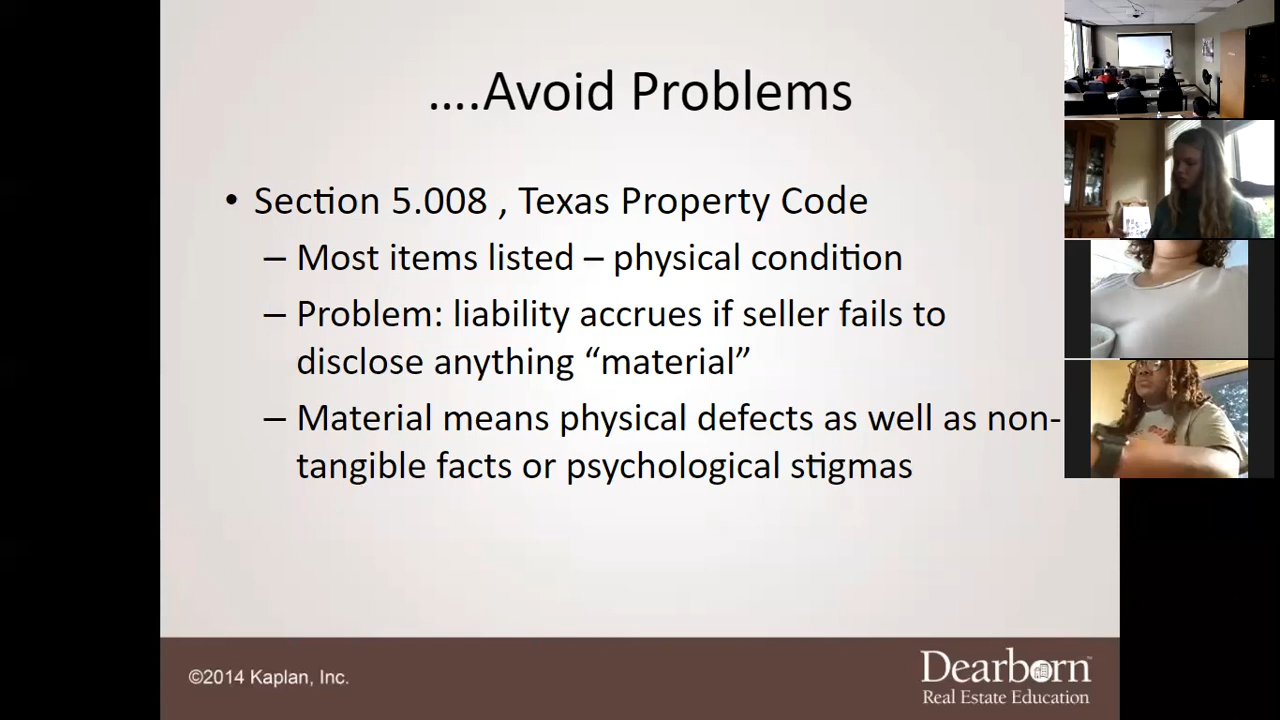 ....Avoid Problems
• Section 5.008 , Texas Property Code
– Most items listed – physical condition
– Problem: liability accrues if seller fails to
disclose anything “material”
– Material means physical defects as well as non-
tangible facts or psychological stigmas
©2014 Kaplan, Inc.
Dearborn™
Real Estate Education